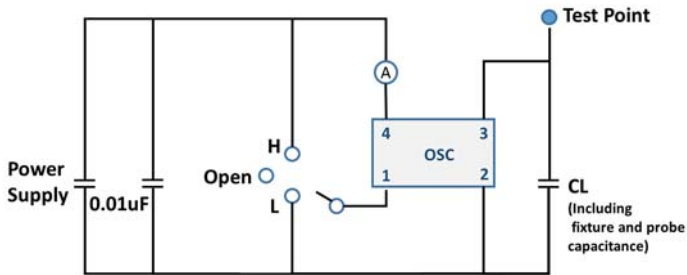 Test Point
A
4
3
OSC
1
2
H
Open
L
Power
Supply
0.01uF
CL
(Including
fixture and probe
capacitance)